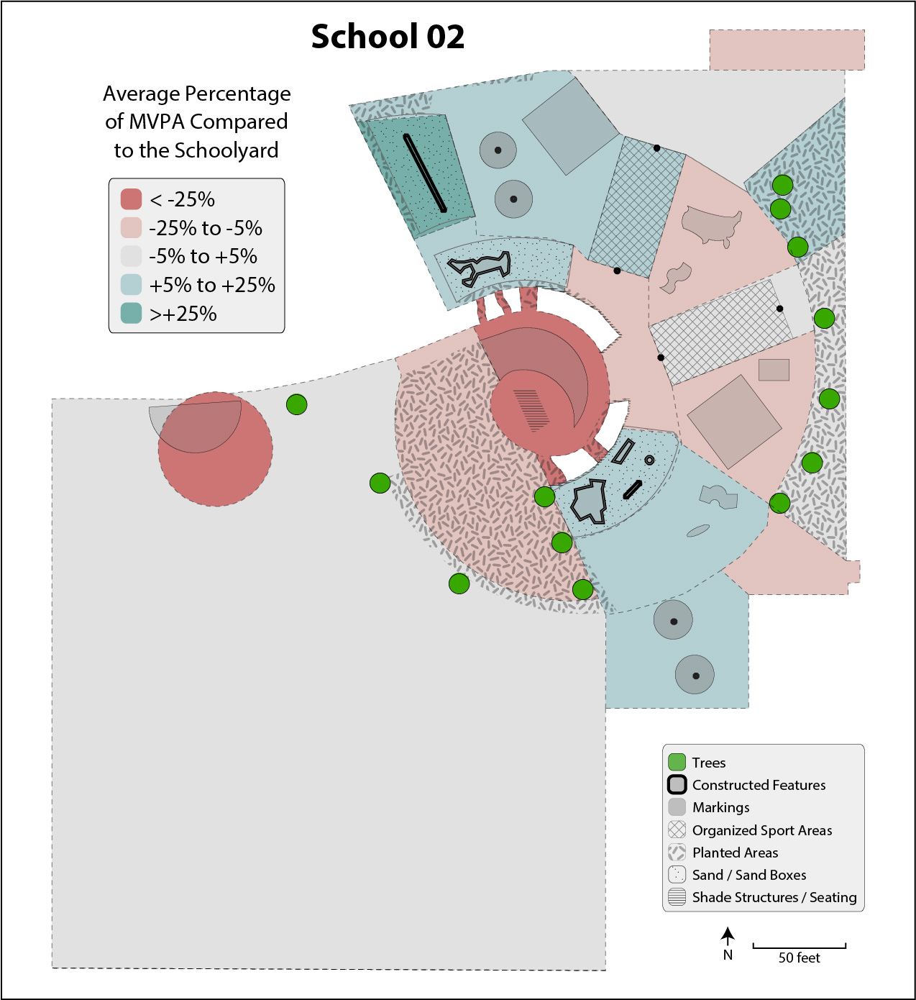 School 02
Average Percentage
of MVPA Compared
to the Schoolyard
< -25%
-25% to -5%
-5% to +5%
+5% to +25%
>+25%
Trees
Constructed Features
Markings
Organized Sport Areas
Planted Areas
Sand / Sand Boxes
Shade Structures / Seating
N
50 feet